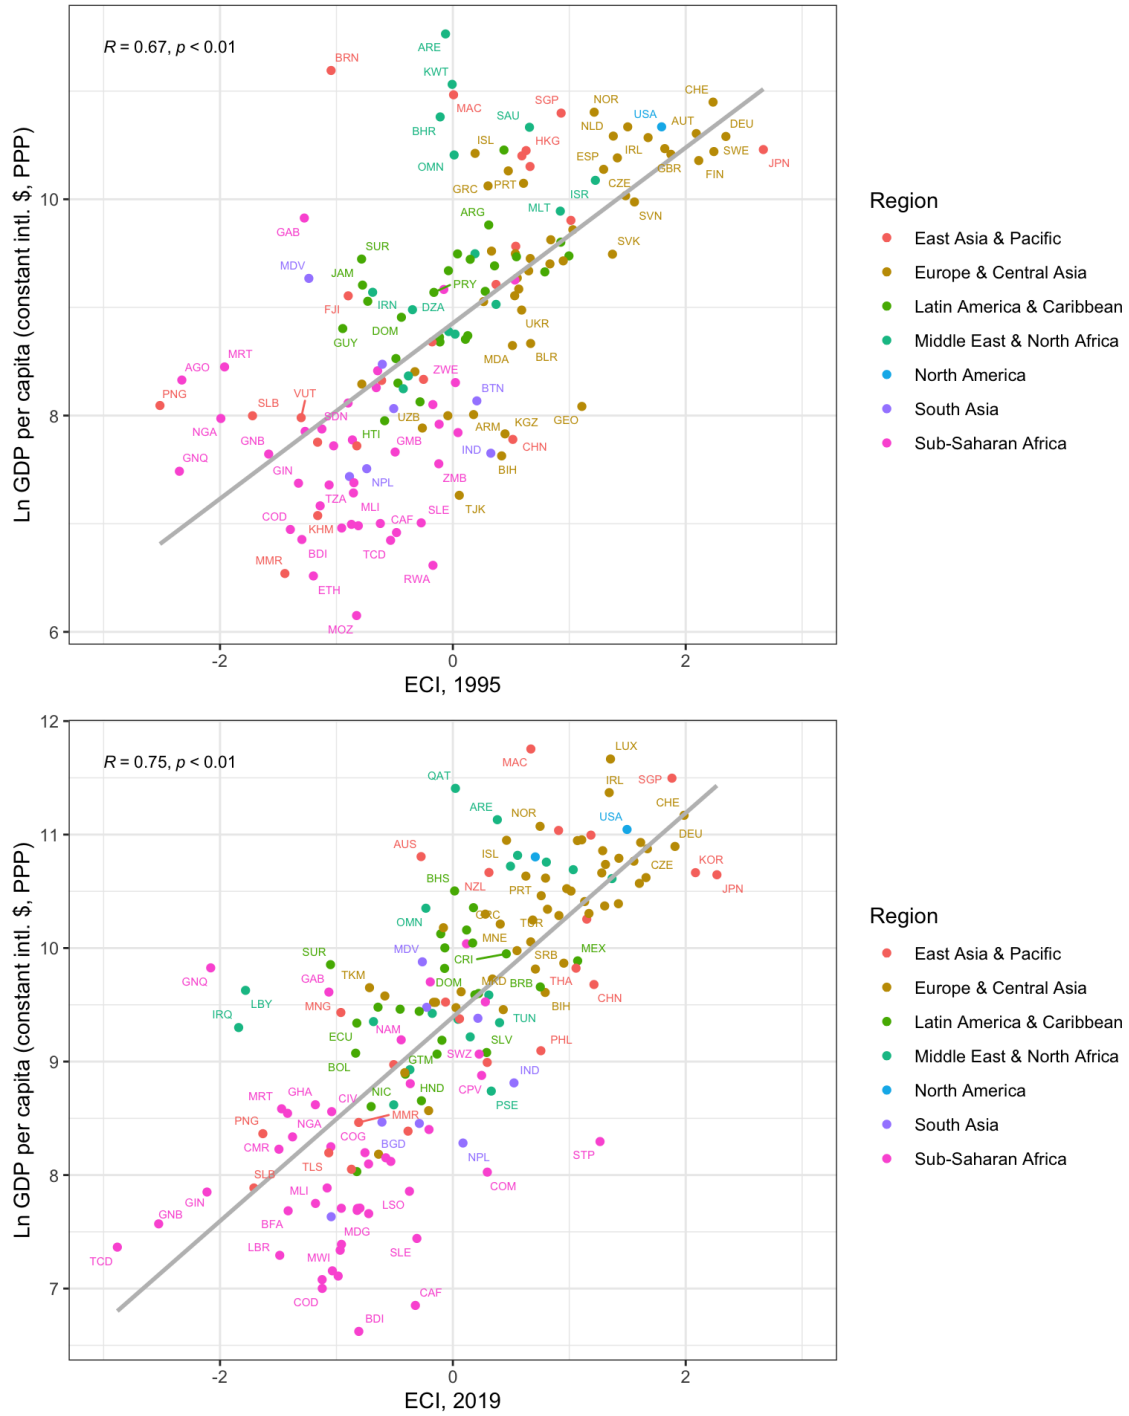 R = 0.67, p < 0.01
ARE
BRN
KWT
MAC
BHR
SAU
SGP
NOR
CHE
USA
AUT
DEU
NLD
HKG
ISL
OMN
IRL
ESP
GBR
SWE
JPN
FIN
GRC
PRT
CZE
ISR
MLT
SVN
ARG
SVK
GAB
SUR
MDV
JAM
PRY
FJI
IRN
DZA
DOM
GUY
UKR
MDA
BLR
MRT
AGO
ZWE
BTN
PNG
SLB
VUT
SDN
UZB
KGZ
GEO
NGA
HTI
ARM
GNB
GMB
IND
CHN
GNQ
GIN
NPL
ZMB
BIH
TZA
MLI
SLE
TJK
COD
KHM
CAF
BDI
TCD
MMR
ETH
RWA
MOZ
10
8
6
-2
0
2
Ln GDP per capita (constant intl. $, PPP)
ECI, 1995
Region
East Asia & Pacific
Europe & Central Asia
Latin America & Caribbean
Middle East & North Africa
North America
South Asia
Sub-Saharan Africa
R = 0.75, p < 0.01
LUX
MAC
QAT
IRL
SGP
ARE
NOR
CHE
USA
DEU
AUS
ISL
CZE
KOR
JPN
BHS
NZL
PRT
OMN
GRC
TUR
MNE
MDV
CRI
SRB
MEX
SUR
GNQ
TKM
GAB
DOM
MKD
BRB
THA
CHN
LBY
MNG
BIH
IRQ
ECU
NAM
TUN
SWZ
SLV
PHL
BOL
GTM
CPV
IND
MRT
GHA
CIV
NIC
HND
PSE
PNG
NGA
MMR
CMR
COG
BGD
NPL
STP
TLS
SLB
COM
GIN
MLI
LSO
GNB
BFA
MDG
TCD
LBR
MWI
SLE
COD
CAF
BDI
12
11
10
9
8
7
-2
0
2
Ln GDP per capita (constant intl. $, PPP)
ECI, 2019
Region
East Asia & Pacific
Europe & Central Asia
Latin America & Caribbean
Middle East & North Africa
North America
South Asia
Sub-Saharan Africa